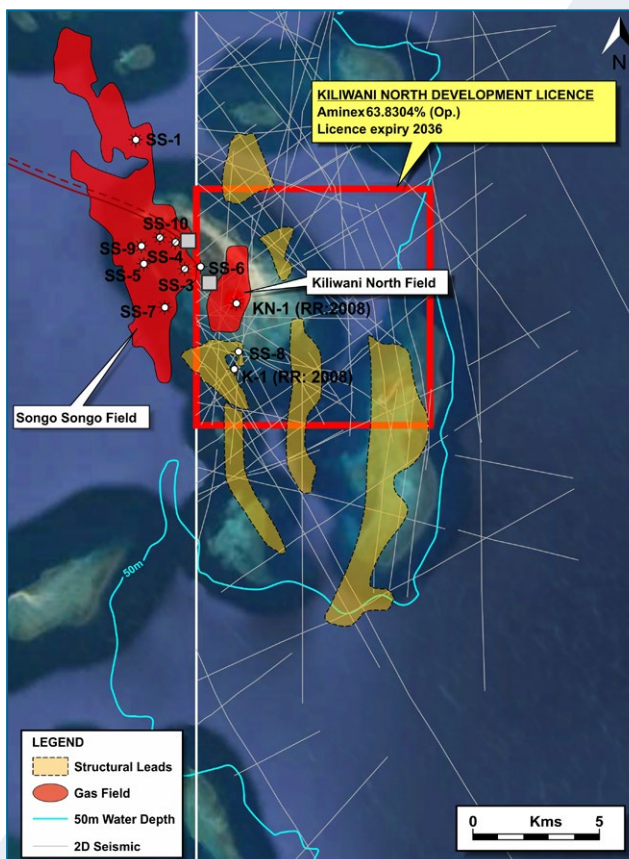 N
KILIWANI NORTH DEVELOPMENT LICENCE
Aminex 63.8304% (Op.)
Licence expiry 2036
SS-1
SS-10
SS-9
SS-4
SS-6
SS-5
SS-3
Kiliwani North Field
SS-7
KN-1 (RR:2008)
SS-8
K-1 (RR: 2008)
Songo Songo Field
50m
LEGEND
Structural Leads
Gas Field
50m Water Depth
2D Seismic
0 Kms 5